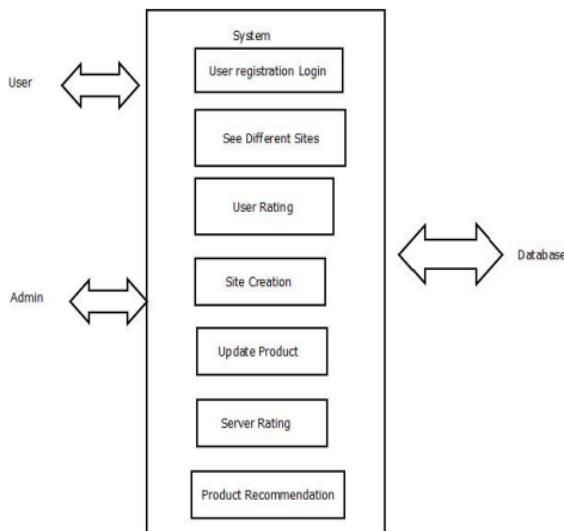 System
User registration Login
User
See Different Sites
User Rating
Database
Site Creation
Admin
Update Product
Server Rating
Product Recommendation